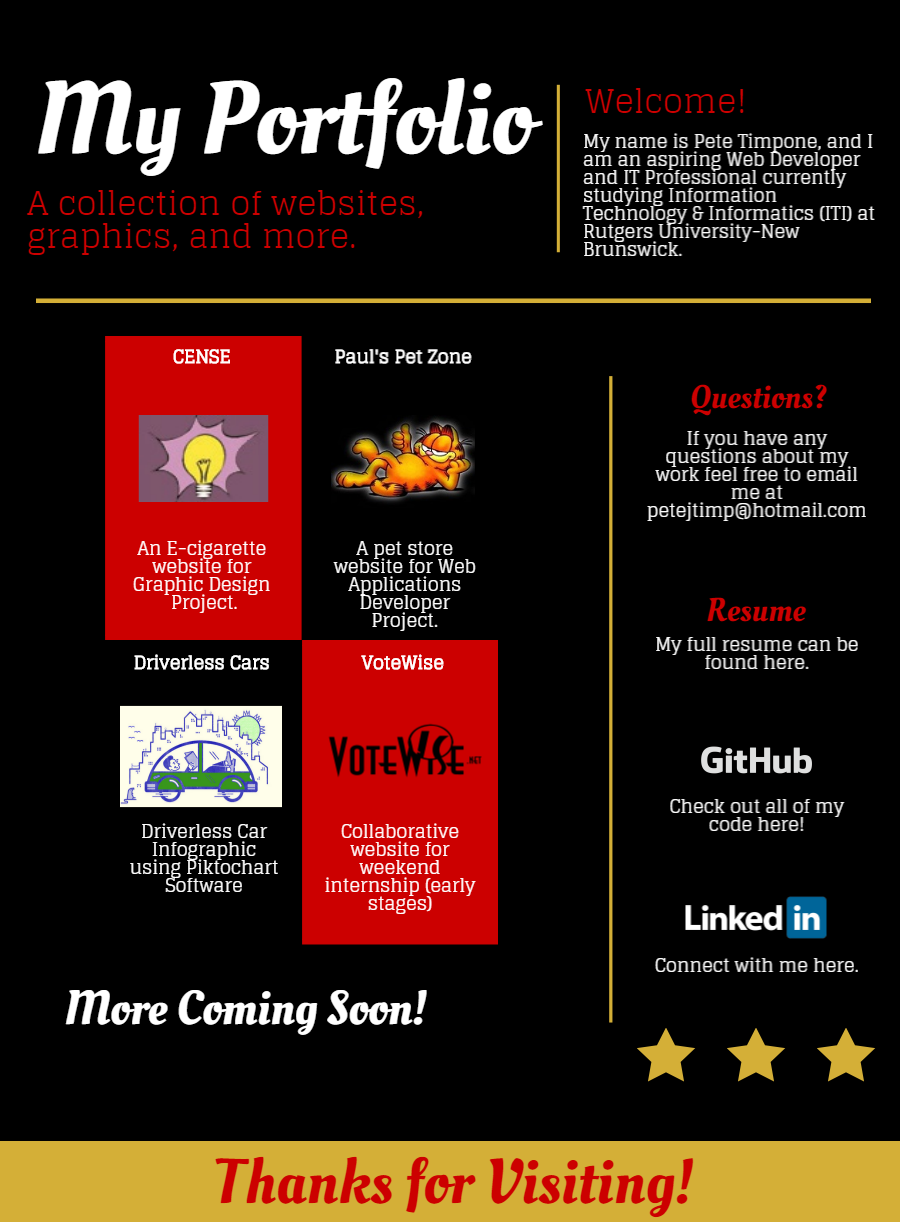 My Portfolio
A collection of websites,
graphics, and more.
Welcome!
My name is Pete Timpone, and I
am an aspiring Web Developer
and IT Professional currently
studying Information
Technology & Informatics (ITI) at
Rutgers University-New
Brunswick.
CENSE
An E-cigarette
website for
Graphic Design
Project.
Paul's Pet Zone
A pet store
website for Web
Applications
Developer
Project.
Driverless Cars
Driverless Car
Infographic
using Piktochart
Software
VoteWise
VOTEWISE.NET
Collaborative
website for
weekend
internship (early
stages)
More Coming Soon!
Questions?
If you have any
questions about my
work feel free to email
me at
petejtimp@hotmail.com
Resume
My full resume can be
found here.
GitHub
Check out all of my
code here!
Linked in
Connect with me here.
Thanks for Visiting!